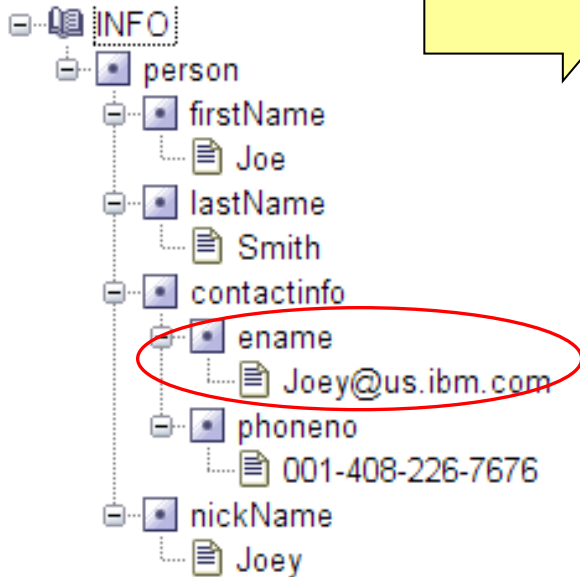 INFO
person
firstName
Joe
lastName
Smith
contactinfo
ename
Joey@us.ibm.com
phoneno
001-408-226-7676
nickName
Joey